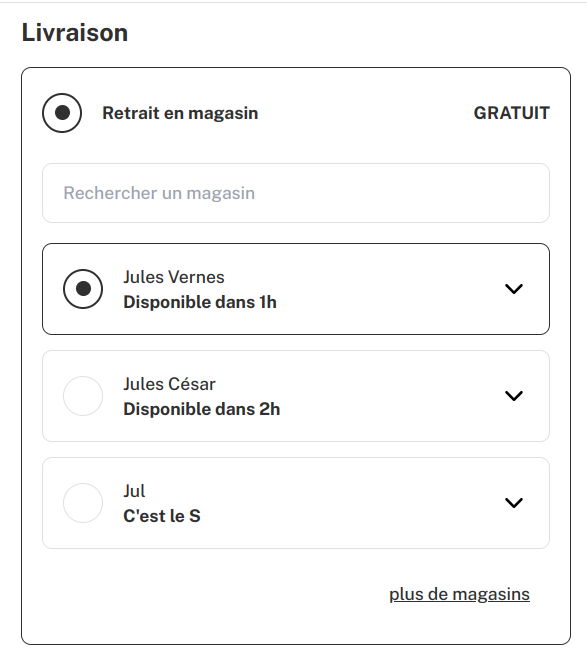 Livraison
Retrait en magasin GRATUIT
Rechercher un magasin
Jules Vernes
Disponible dans 1h
Jules César
Disponible dans 2h
Jul
C'est le S
plus de magasins